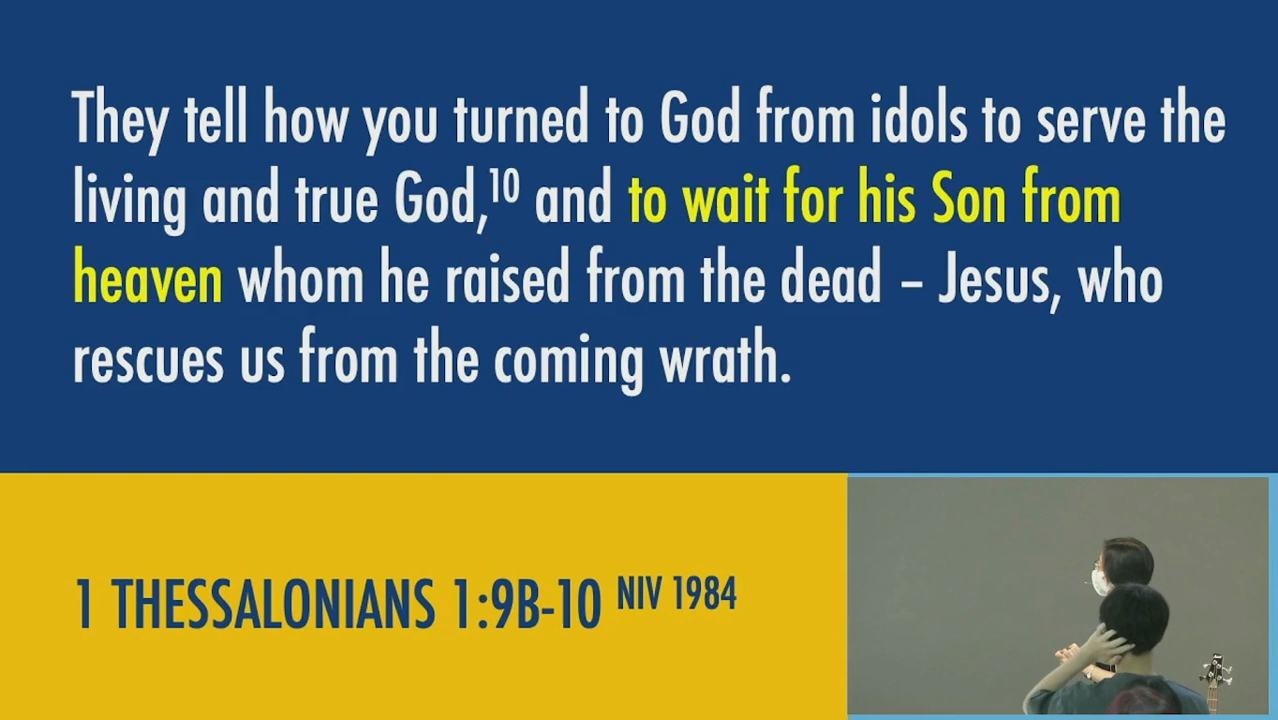 They tell how you turned to God from idols to serve the
living and true God,¹⁰ and to wait for his Son from
heaven whom he raised from the dead – Jesus, who
rescues us from the coming wrath.
1 THESSALONIANS 1:9B-10 NIV 1984